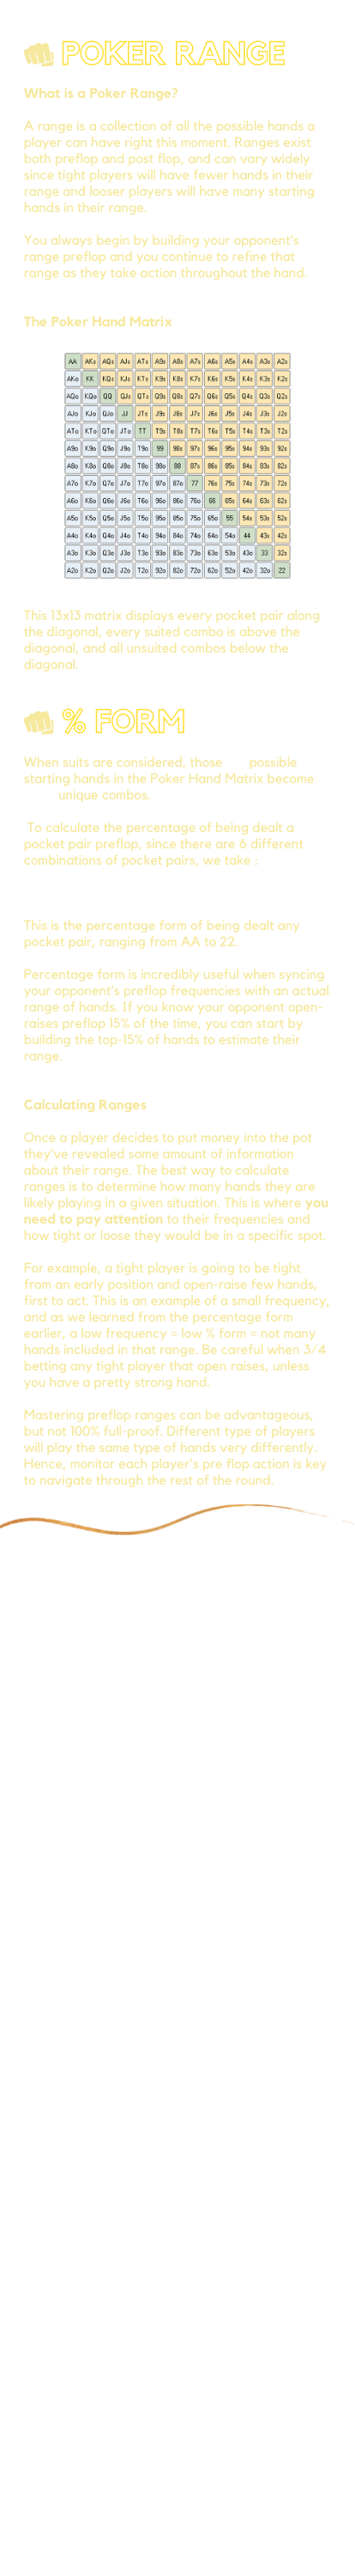 POKER RANGE
What is a Poker Range?
A range is a collection of all the possible hands a
player can have right this moment. Ranges exist
both preflop and post flop, and can vary widely
since tight players will have fewer hands in their
range and looser players will have many starting
hands in their range.
You always begin by building your opponent's
range preflop and you continue to refine that
range as they take action throughout the hand.
The Poker Hand Matrix
AA AKs AQs AJs ATs A9s A8s A7s A6s A5s A4s A3s A2s
AKo KK KQs KJs KTs K9s K8s K7s K6s K5s K4s K3s K2s
AQo KQo QQ QJs QTs Q9s Q8s Q7s Q6s Q5s Q4s Q3s Q2s
AJo KJo QJo JJ JTs J9s J8s J7s J6s J5s J4s J3s J2s
ATo KTo QTo JTo TT T9s T8s T7s T6s T5s T4s T3s T2s
A9o K9o Q9o J9o T9o 99 98s 97s 96s 95s 94s 93s 92s
A8o K8o Q8o J8o T8o 98o 88 87s 86s 85s 84s 83s 82s
A7o K7o Q7o J7o T7o 97o 87o 77 76s 75s 74s 73s 72s
A6o K6o Q6o J6o T6o 96o 86o 76o 66 65s 64s 63s 62s
A5o K5o Q5o J5o T5o 95o 85o 75o 65o 55 54s 53s 52s
A4o K4o Q4o J4o T4o 94o 84o 74o 64o 54o 44 43s 42s
A3o K3o Q3o J3o T3o 93o 83o 73o 63o 53o 43o 33 32s
A2o K2o Q2o J2o T2o 92o 82o 72o 62o 52o 42o 32o 22
This 13x13 matrix displays every pocket pair along
the diagonal, every suited combo is above the
diagonal, and all unsuited combos below the
diagonal.
% FORM
When suits are considered, those possible
starting hands in the Poker Hand Matrix become
unique combos.
To calculate the percentage of being dealt a
pocket pair preflop, since there are 6 different
combinations of pocket pairs, we take :
This is the percentage form of being dealt any
pocket pair, ranging from AA to 22.
Percentage form is incredibly useful when syncing
your opponent's preflop frequencies with an actual
range of hands. If you know your opponent open-
raises preflop 15% of the time, you can start by
building the top-15% of hands to estimate their
range.
Calculating Ranges
Once a player decides to put money into the pot
they've revealed some amount of information
about their range. The best way to calculate
ranges is to determine how many hands they are
likely playing in a given situation. This is where you
need to pay attention to their frequencies and
how tight or loose they would be in a specific spot.
For example, a tight player is going to be tight
from an early position and open-raise few hands,
first to act. This is an example of a small frequency,
and as we learned from the percentage form
earlier, a low frequency = low % form = not many
hands included in that range. Be careful when 3/4
betting any tight player that open raises, unless
you have a pretty strong hand.
Mastering preflop ranges can be advantageous,
but not 100% full-proof. Different type of players
will play the same type of hands very differently.
Hence, monitor each player's pre flop action is key
to navigate through the rest of the round.